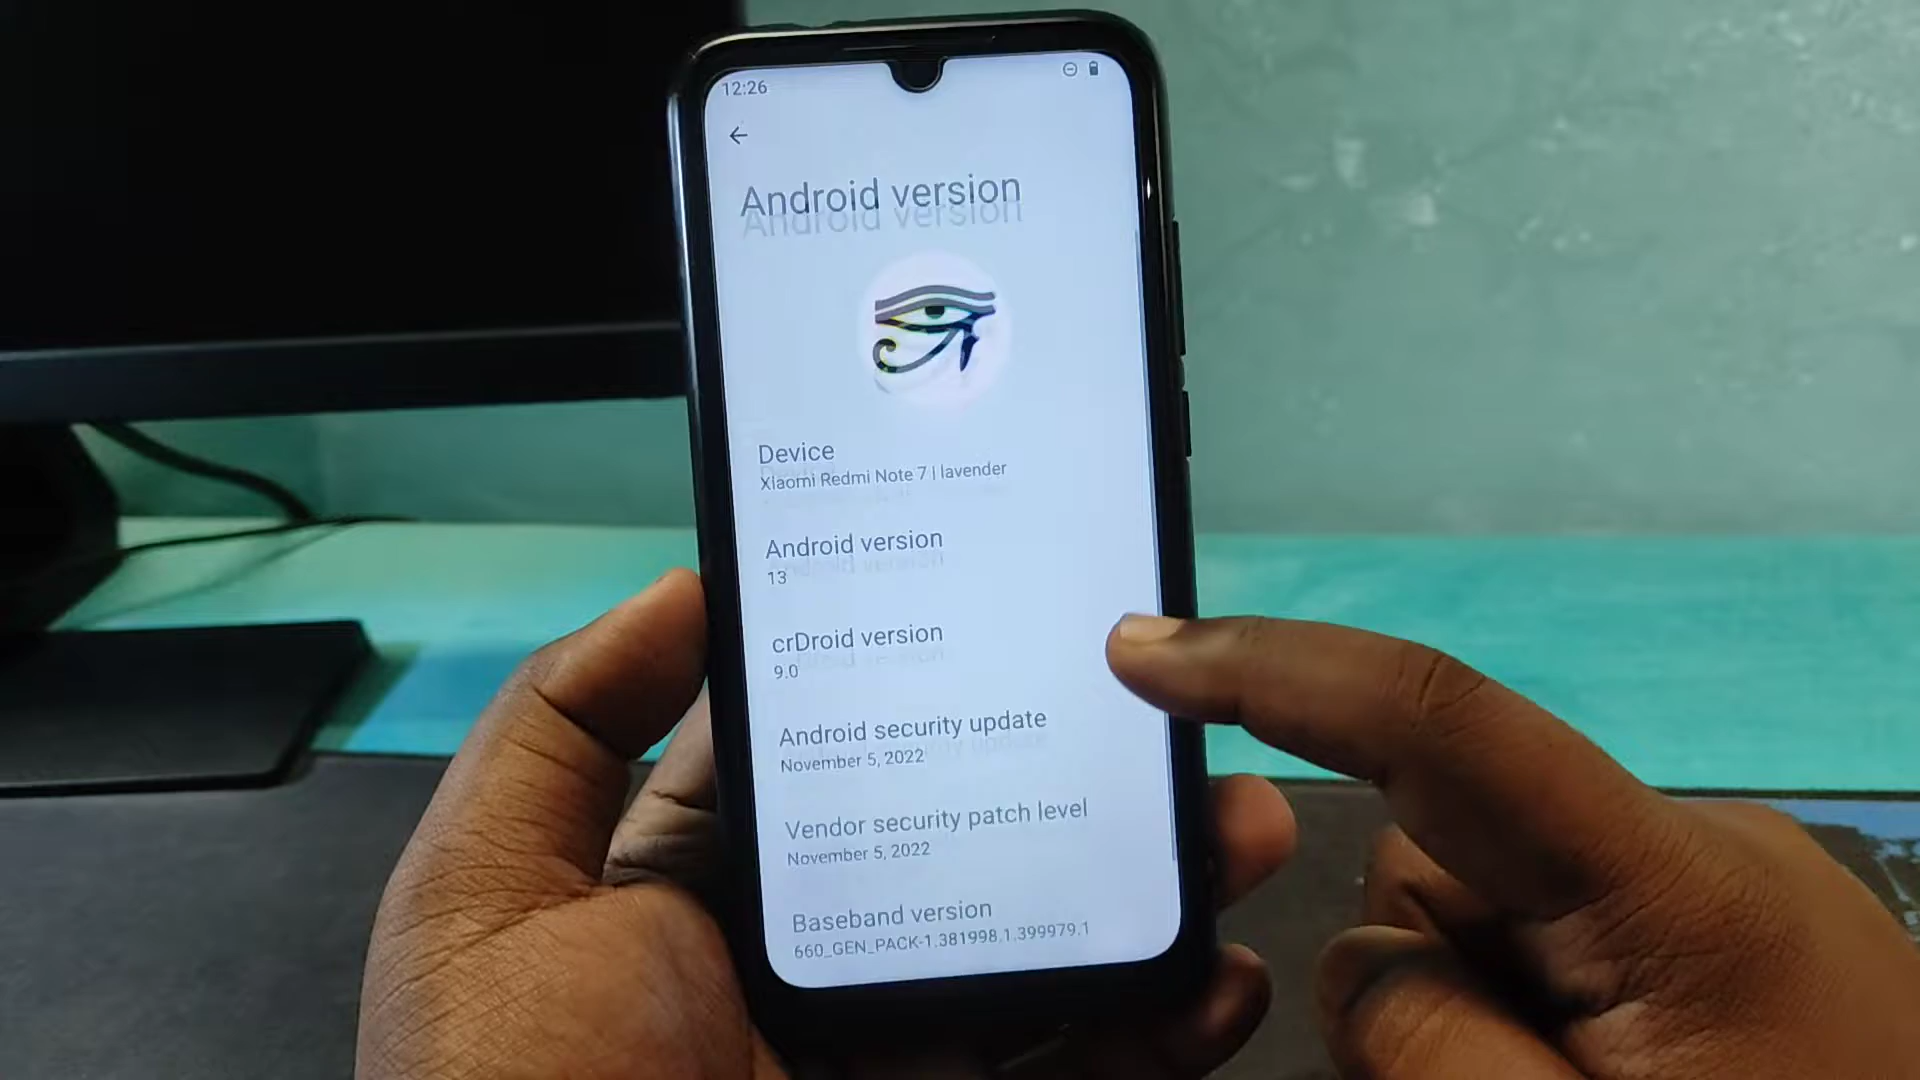 12:26
Android version
Device
Xiaomi Redmi Note 7 | lavender
Android version
13
crDroid version
9.0
Android security update
November 5, 2022
Vendor security patch level
November 5, 2022
Baseband version
660_GEN_PACK-1.381998.1.399979.1